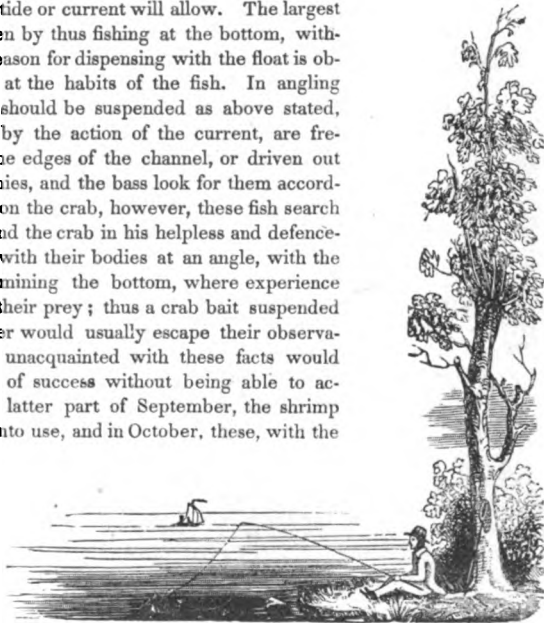 tide or current will allow. The largest
n by thus fishing at the bottom, with-
ason for dispensing with the float is ob-
at the habits of the fish. In angling
should be suspended as above stated,
by the action of the current, are fre-
e edges of the channel, or driven out
ies, and the bass look for them accord-
on the crab, however, these fish search
nd the crab in his helpless and defence-
with their bodies at an angle, with the
mining the bottom, where experience
their prey; thus a crab bait suspended
er would usually escape their observa-
unacquainted with these facts would
of success without being able to ac-
latter part of September, the shrimp
nto use, and in October, these, with the